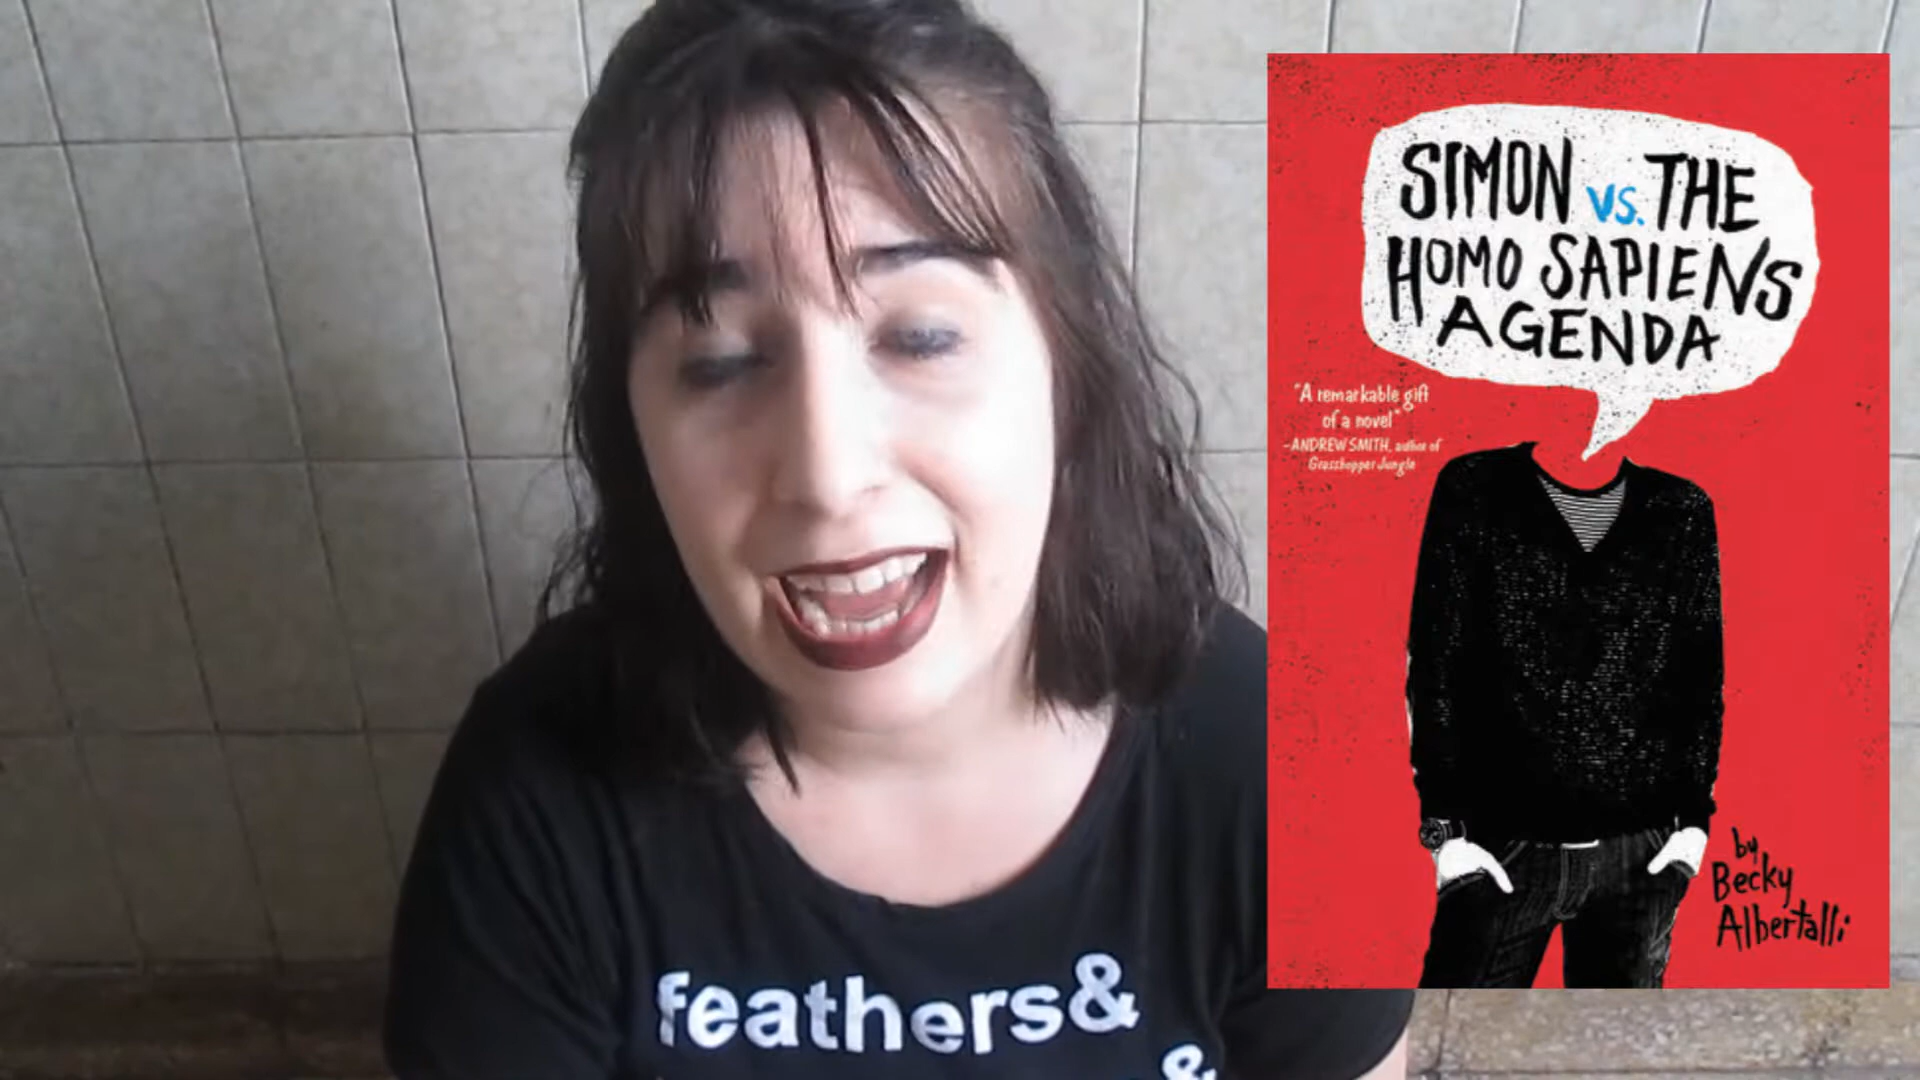 SIMON vs. THE
HOMO SAPIENS
AGENDA
"A remarkable gift
of a novel"
-ANDREW SMITH, author of
Grasshopper Jungle
by
Becky
Albertalli
feathers&
&